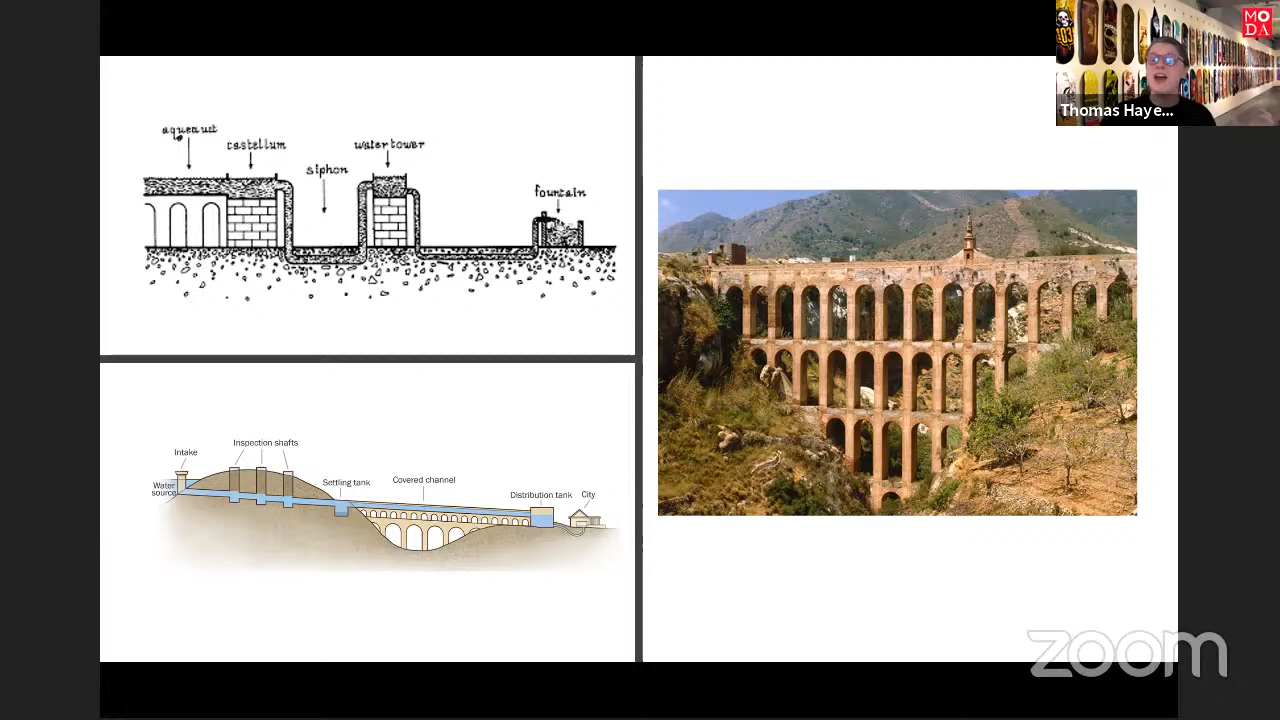 MO
DA
Thomas Haye...
aqueduct
castellum
siphon
water tower
fountain
Inspection shafts
Intake
Water
source
Settling tank
Covered channel
Distribution tank
City
zoom